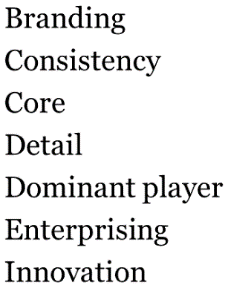 Branding
Consistency
Core
Detail
Dominant player
Enterprising
Innovation